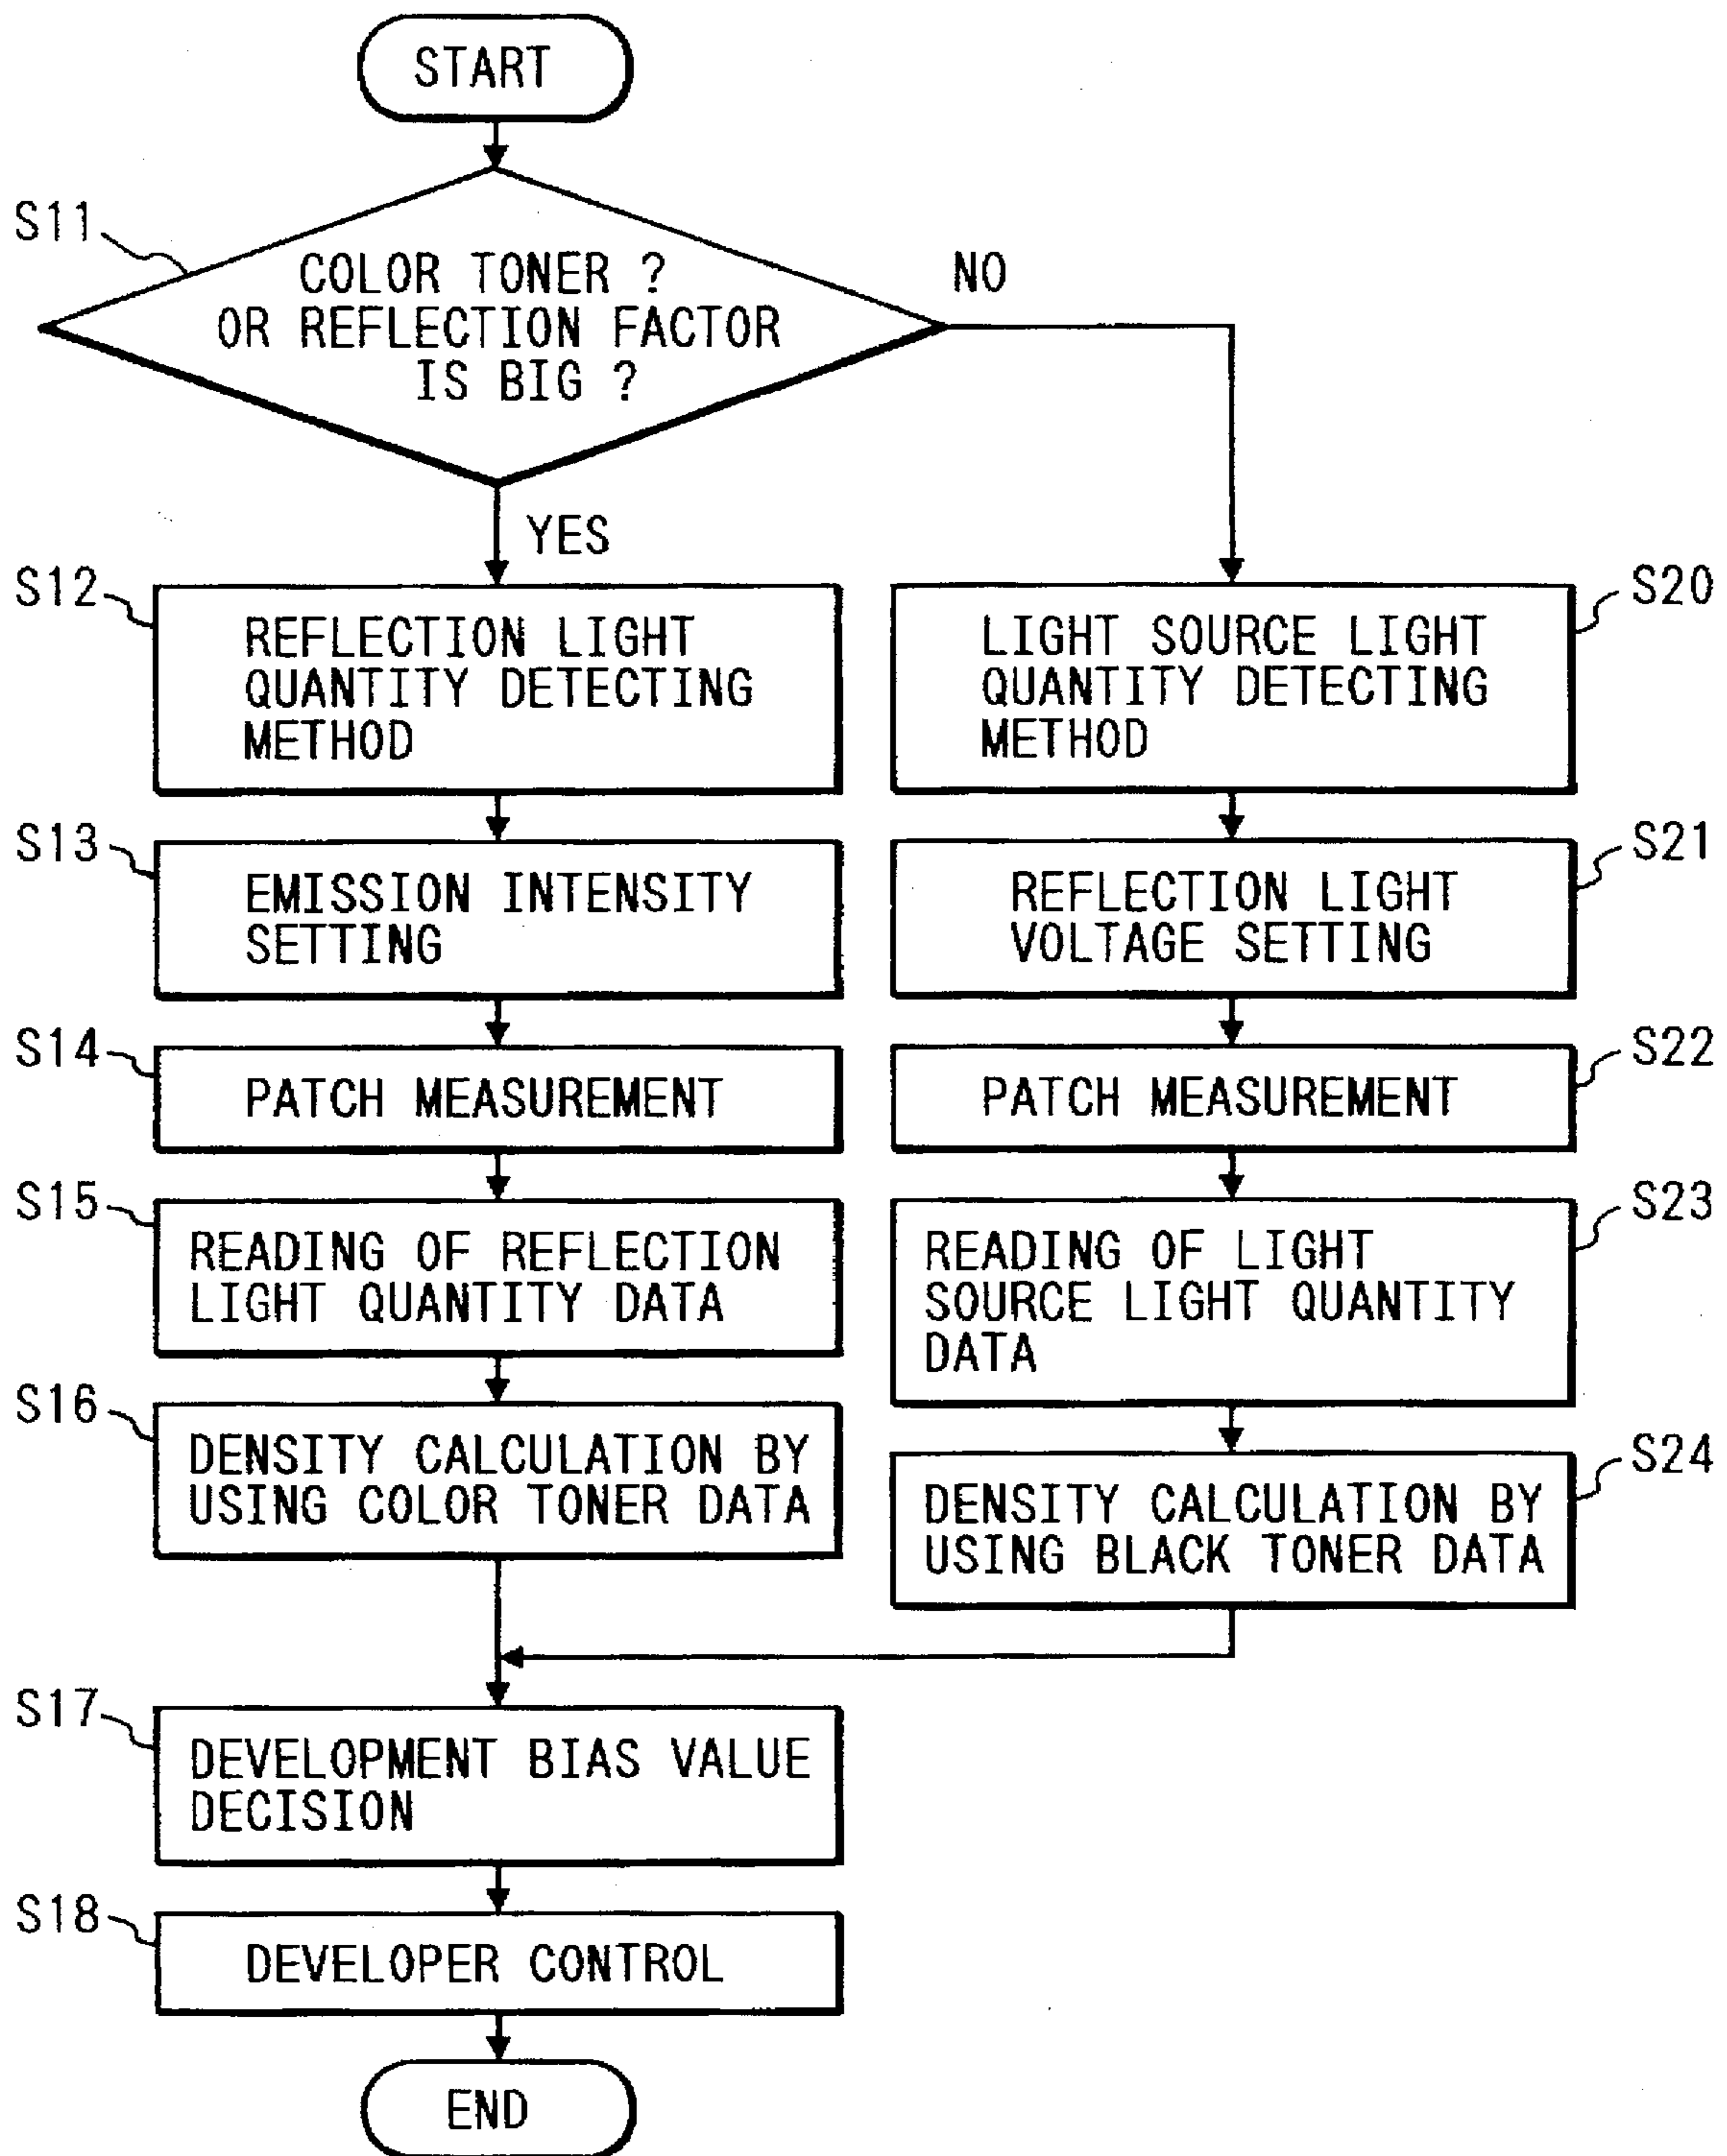 START
S11
COLOR TONER ?
OR REFLECTION FACTOR
IS BIG ?
NO
YES
S12
REFLECTION LIGHT
QUANTITY DETECTING
METHOD
S13
EMISSION INTENSITY
SETTING
S14
PATCH MEASUREMENT
S15
READING OF REFLECTION
LIGHT QUANTITY DATA
S16
DENSITY CALCULATION BY
USING COLOR TONER DATA
S20
LIGHT SOURCE LIGHT
QUANTITY DETECTING
METHOD
S21
REFLECTION LIGHT
VOLTAGE SETTING
S22
PATCH MEASUREMENT
S23
READING OF LIGHT
SOURCE LIGHT QUANTITY
DATA
S24
DENSITY CALCULATION BY
USING BLACK TONER DATA
S17
DEVELOPMENT BIAS VALUE
DECISION
S18
DEVELOPER CONTROL
END